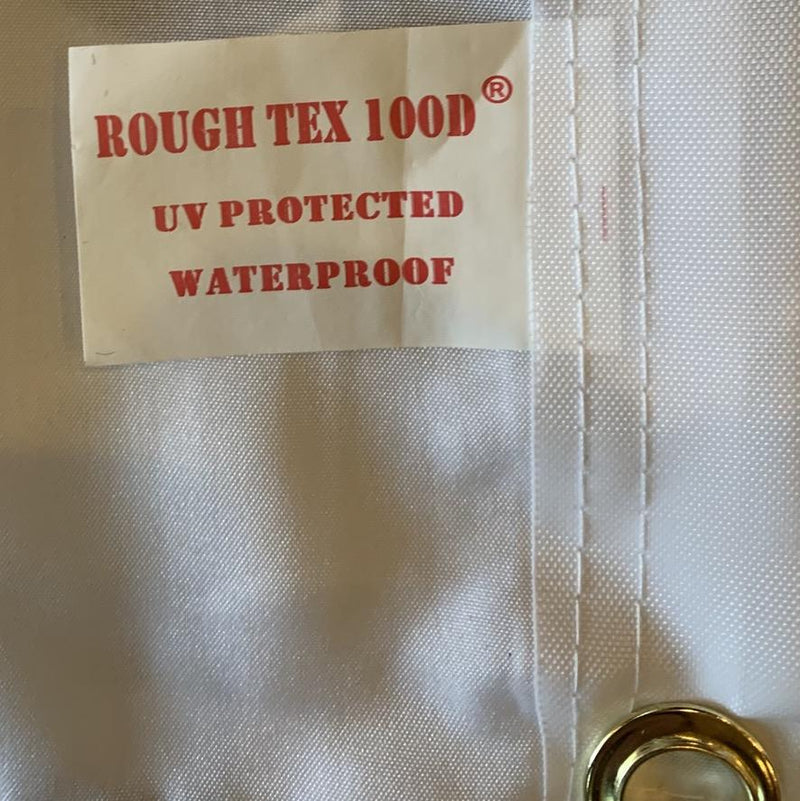 ROUGH TEX 100D®
UV PROTECTED
WATERPROOF